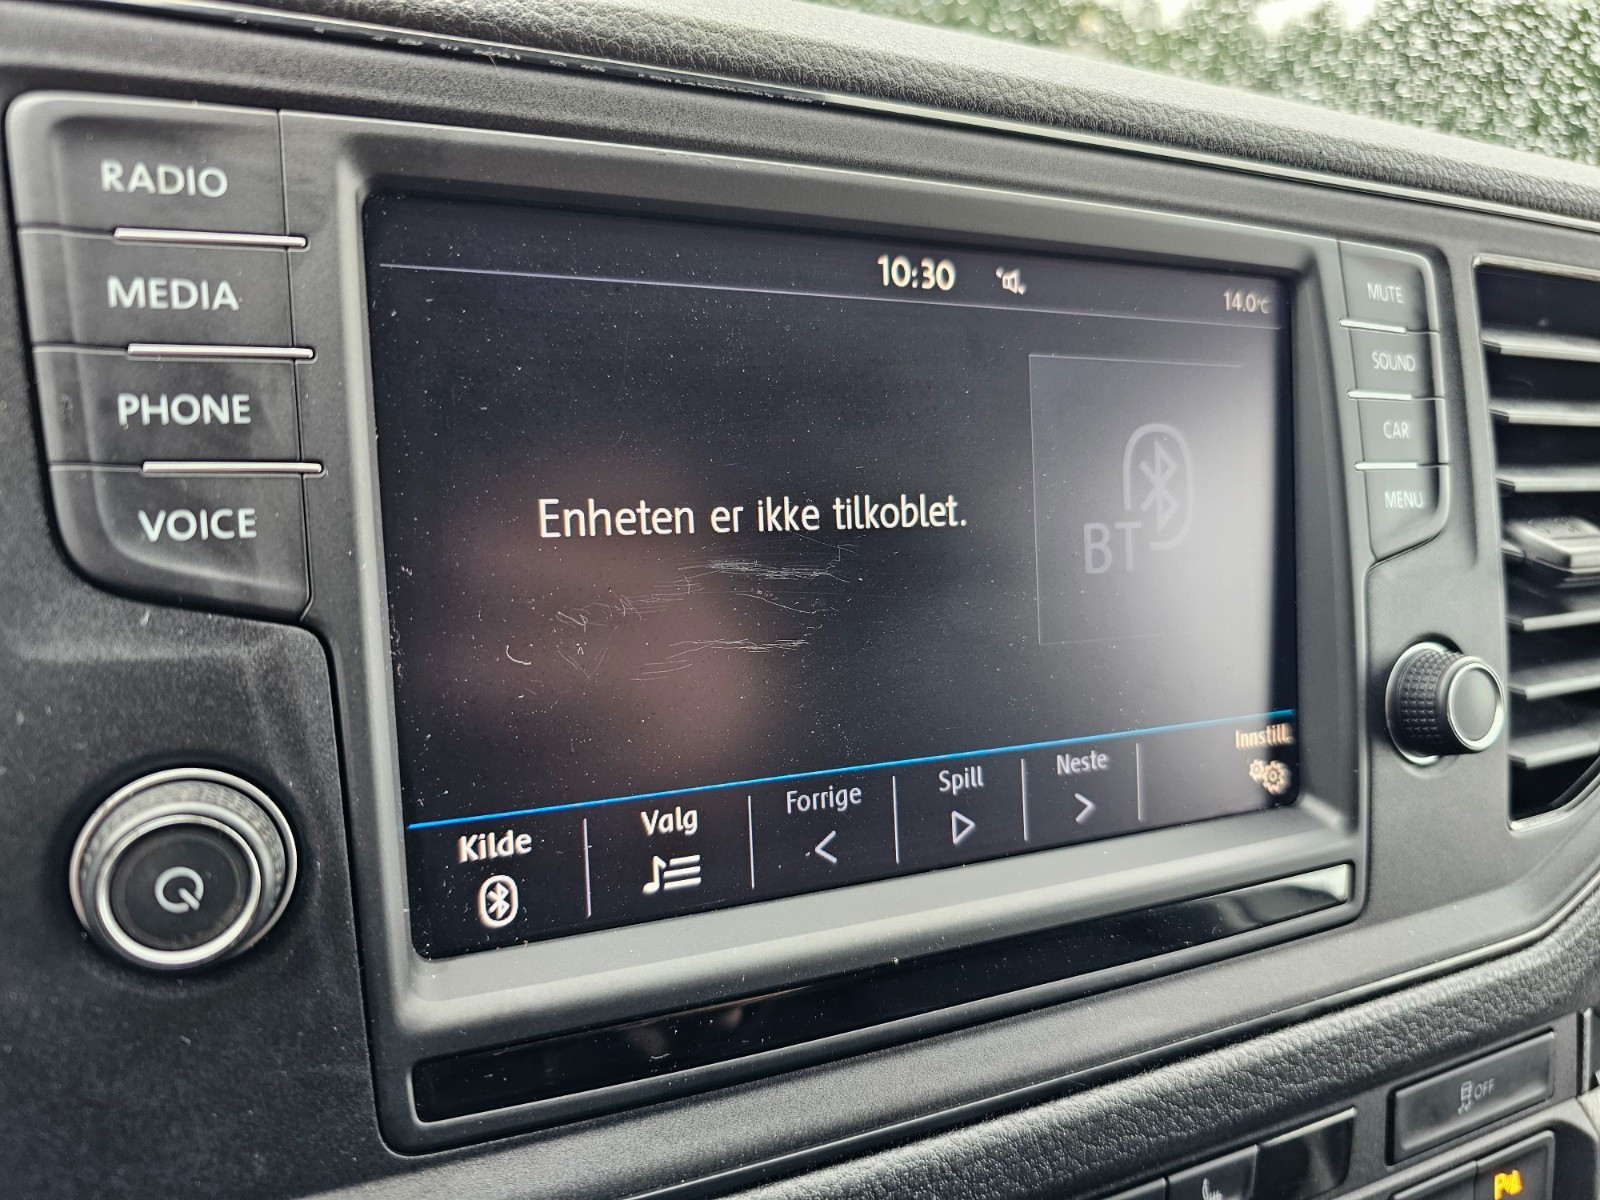 RADIO
MEDIA
PHONE
VOICE
10:30
14.0°C
Enheten er ikke tilkoblet.
BT
Kilde
Valg
Forrige
Spill
Neste
Innstill.
MUTE
SOUND
CAR
MENU
OFF